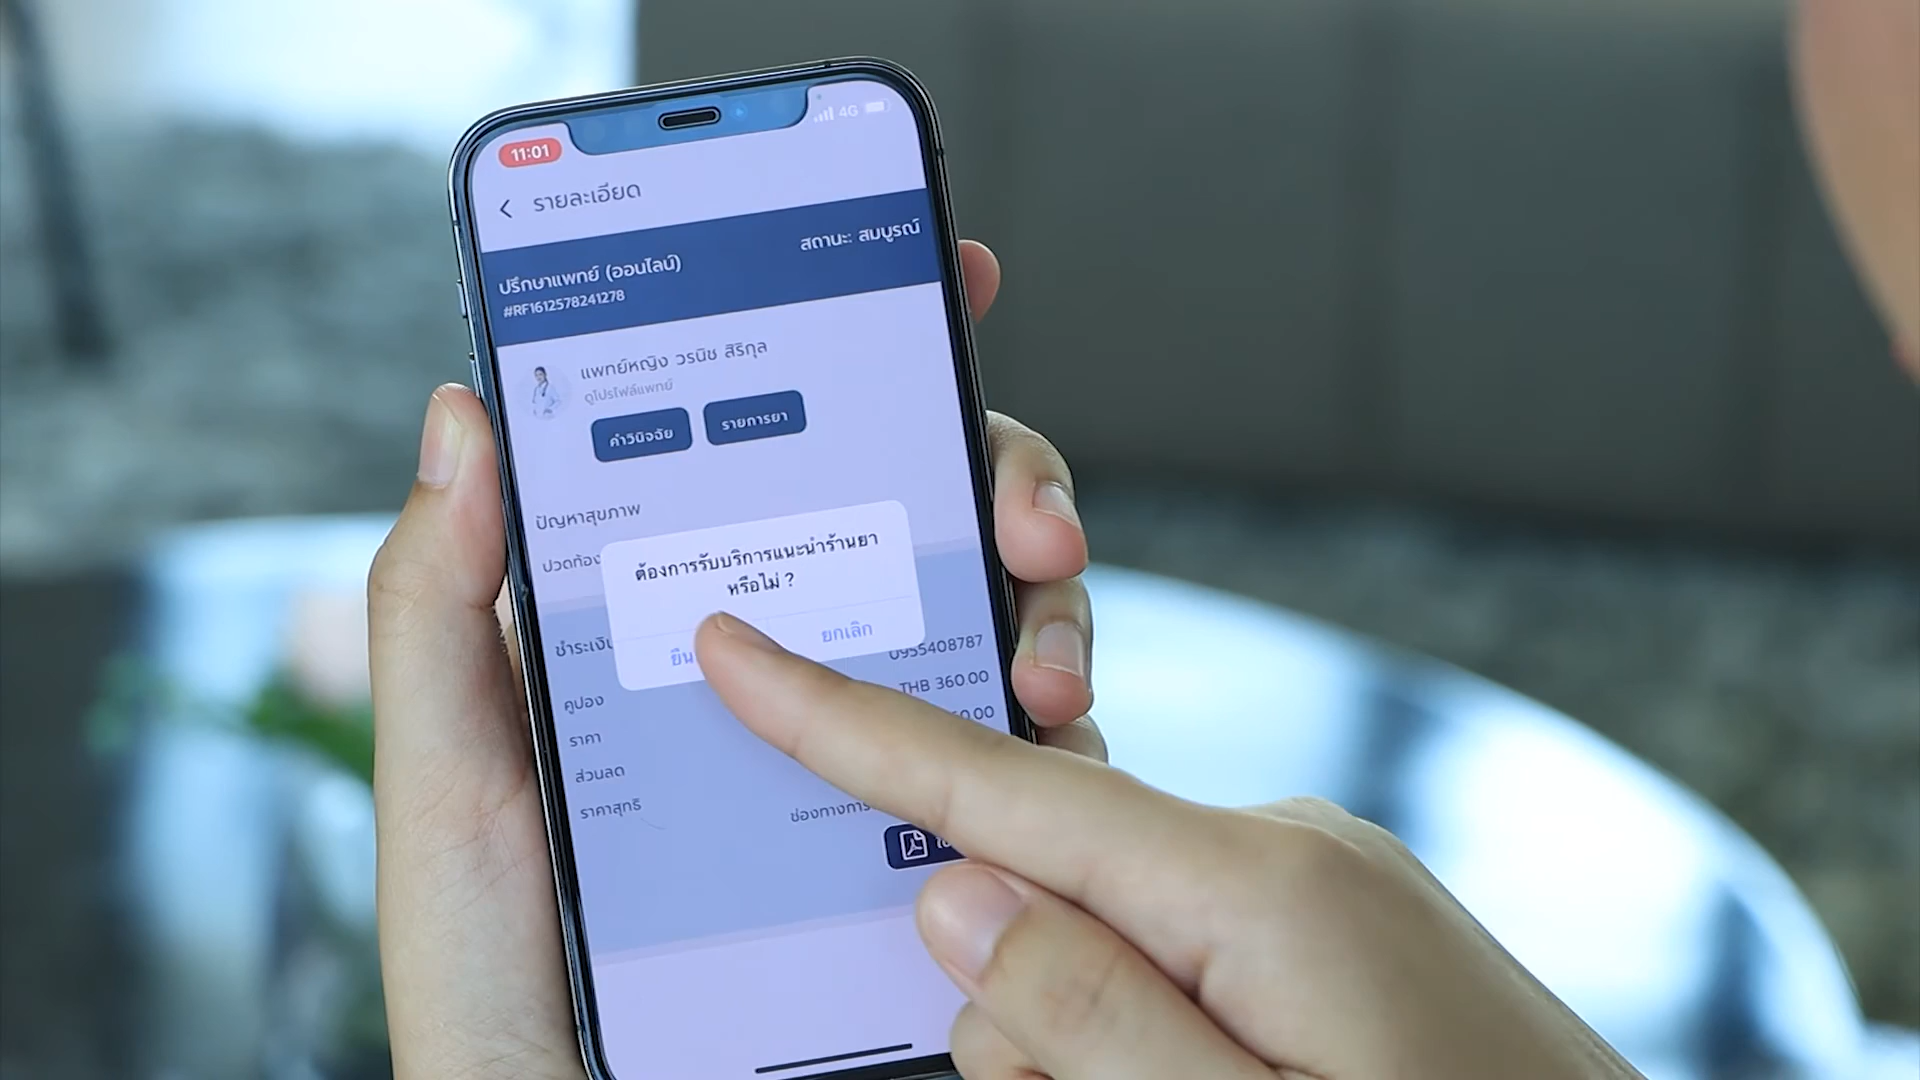 11:01
4G
รายละเอียด
สถานะ: สมบูรณ์
ปรึกษาแพทย์ (ออนไลน์)
#RF1612578241278
แพทย์หญิง วรนิช สิริกุล
ดูโปรไฟล์แพทย์
คำวินิจฉัย รายการยา
ปัญหาสุขภาพ
ปวดท้อง
ต้องการรับบริการแนะนำร้านยา
หรือไม่ ?
ยกเลิก
0955408787
คูปอง THB 360.00
ราคา
ส่วนลด
ราคาสุทธิ